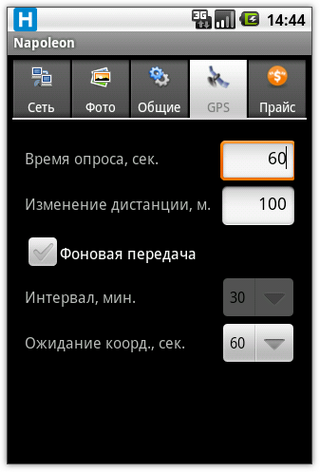 H 3G 14:44
Napoleon
Сеть Фото Общие GPS Прайс
Время опроса, сек. 60
Изменение дистанции, м. 100
Фоновая передача
Интервал, мин. 30
Ожидание коорд., сек. 60